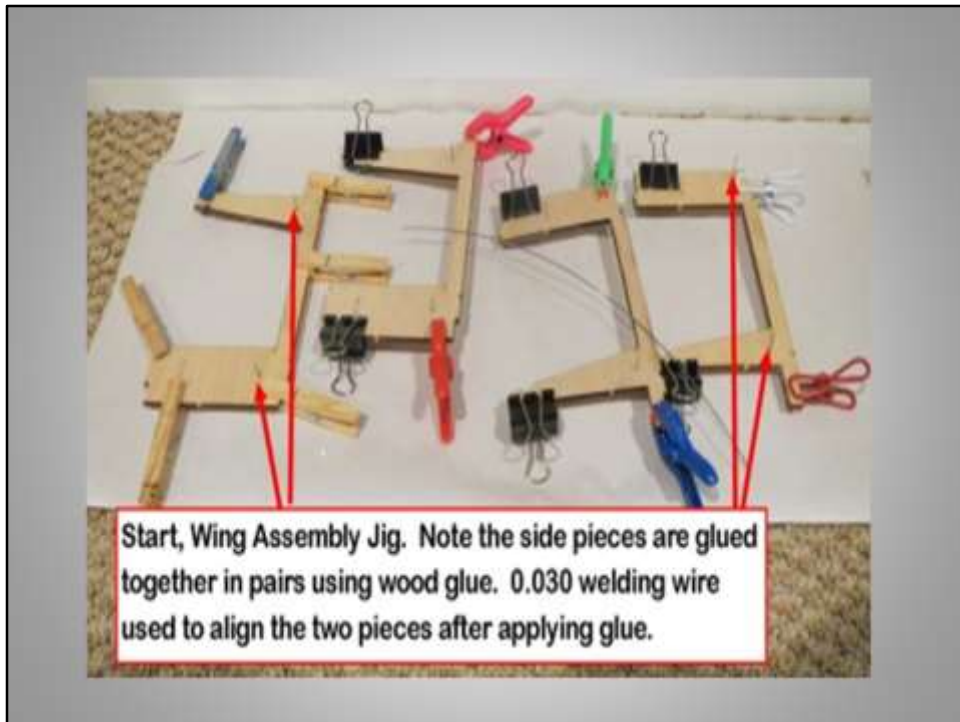 Start, Wing Assembly Jig. Note the side pieces are glued
together in pairs using wood glue. 0.030 welding wire
used to align the two pieces after applying glue.